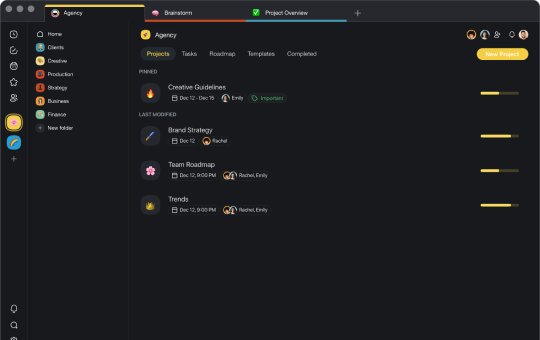 Agency
Brainstorm
Project Overview
Home
Clients
Creative
Production
Strategy
Business
Finance
New folder
Agency
Projects
Tasks
Roadmap
Templates
Completed
New Project
PINNED
Creative Guidelines
Dec 12 - Dec 15
Emily
Important
LAST MODIFIED
Brand Strategy
Dec 12
Rachel
Team Roadmap
Dec 12, 9:00 PM
Rachel, Emily
Trends
Dec 12, 9:00 PM
Rachel, Emily